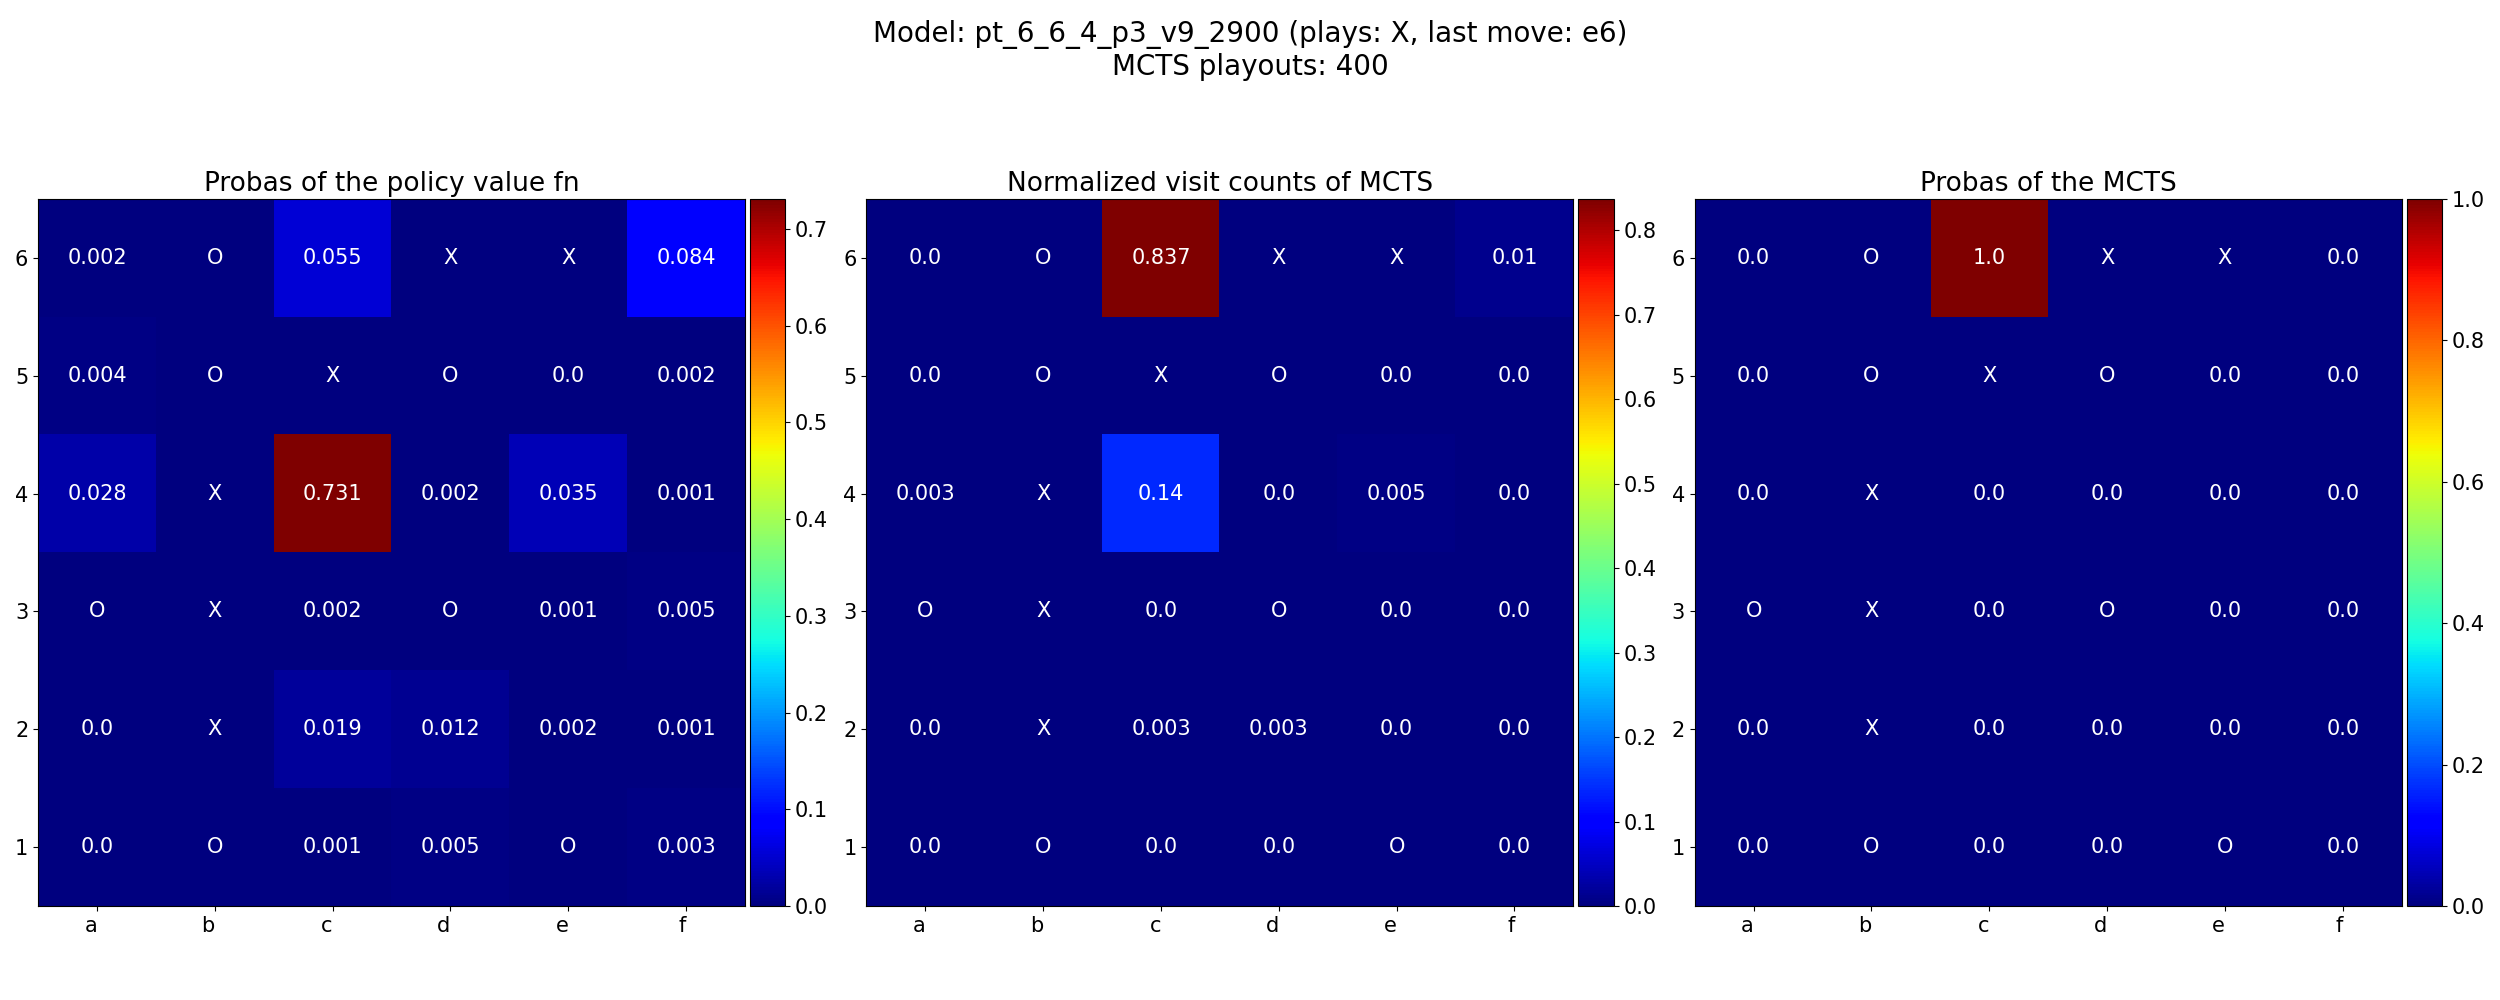 Model: pt_6_6_4_p3_v9_2900 (plays: X, last move: e6)
MCTS playouts: 400
Probas of the policy value fn
6 0.002 O 0.055 X X 0.084
5 0.004 O X O 0.0 0.002
4 0.028 X 0.731 0.002 0.035 0.001
3 O X 0.002 O 0.001 0.005
2 0.0 X 0.019 0.012 0.002 0.001
1 0.0 O 0.001 0.005 O 0.003
a b c d e f
0.7
0.6
0.5
0.4
0.3
0.2
0.1
0.0
Normalized visit counts of MCTS
6 0.0 O 0.837 X X 0.01
5 0.0 O X O 0.0 0.0
4 0.003 X 0.14 0.0 0.005 0.0
3 O X 0.0 O 0.0 0.0
2 0.0 X 0.003 0.003 0.0 0.0
1 0.0 O 0.0 0.0 O 0.0
a b c d e f
0.8
0.7
0.6
0.5
0.4
0.3
0.2
0.1
0.0
Probas of the MCTS
6 0.0 O 1.0 X X 0.0
5 0.0 O X O 0.0 0.0
4 0.0 X 0.0 0.0 0.0 0.0
3 O X 0.0 O 0.0 0.0
2 0.0 X 0.0 0.0 0.0 0.0
1 0.0 O 0.0 0.0 O 0.0
a b c d e f
1.0
0.8
0.6
0.4
0.2
0.0